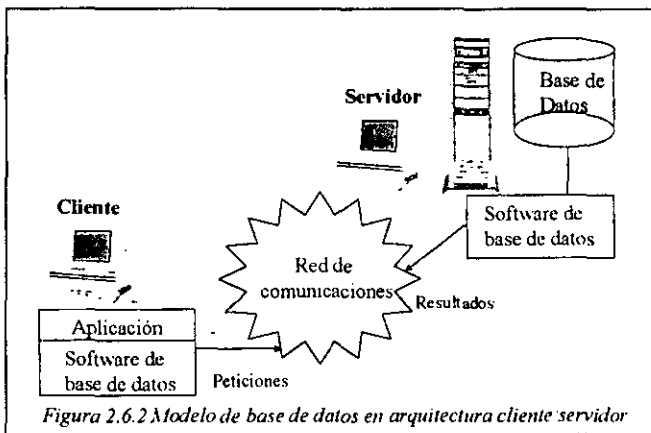 Base de
Datos
Servidor
Software de
base de datos
Cliente
Red de
comunicaciones
Resultados
Aplicación
Software de
base de datos
Peticiones
Figura 2.6.2 Modelo de base de datos en arquitectura cliente servidor